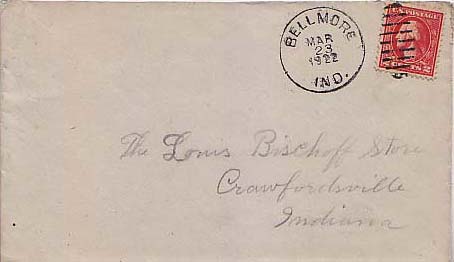 BELLMORE
MAR
23
1922
IND.
POSTAGE
The Louis Bischoff Store
Crawfordsville
Indiana